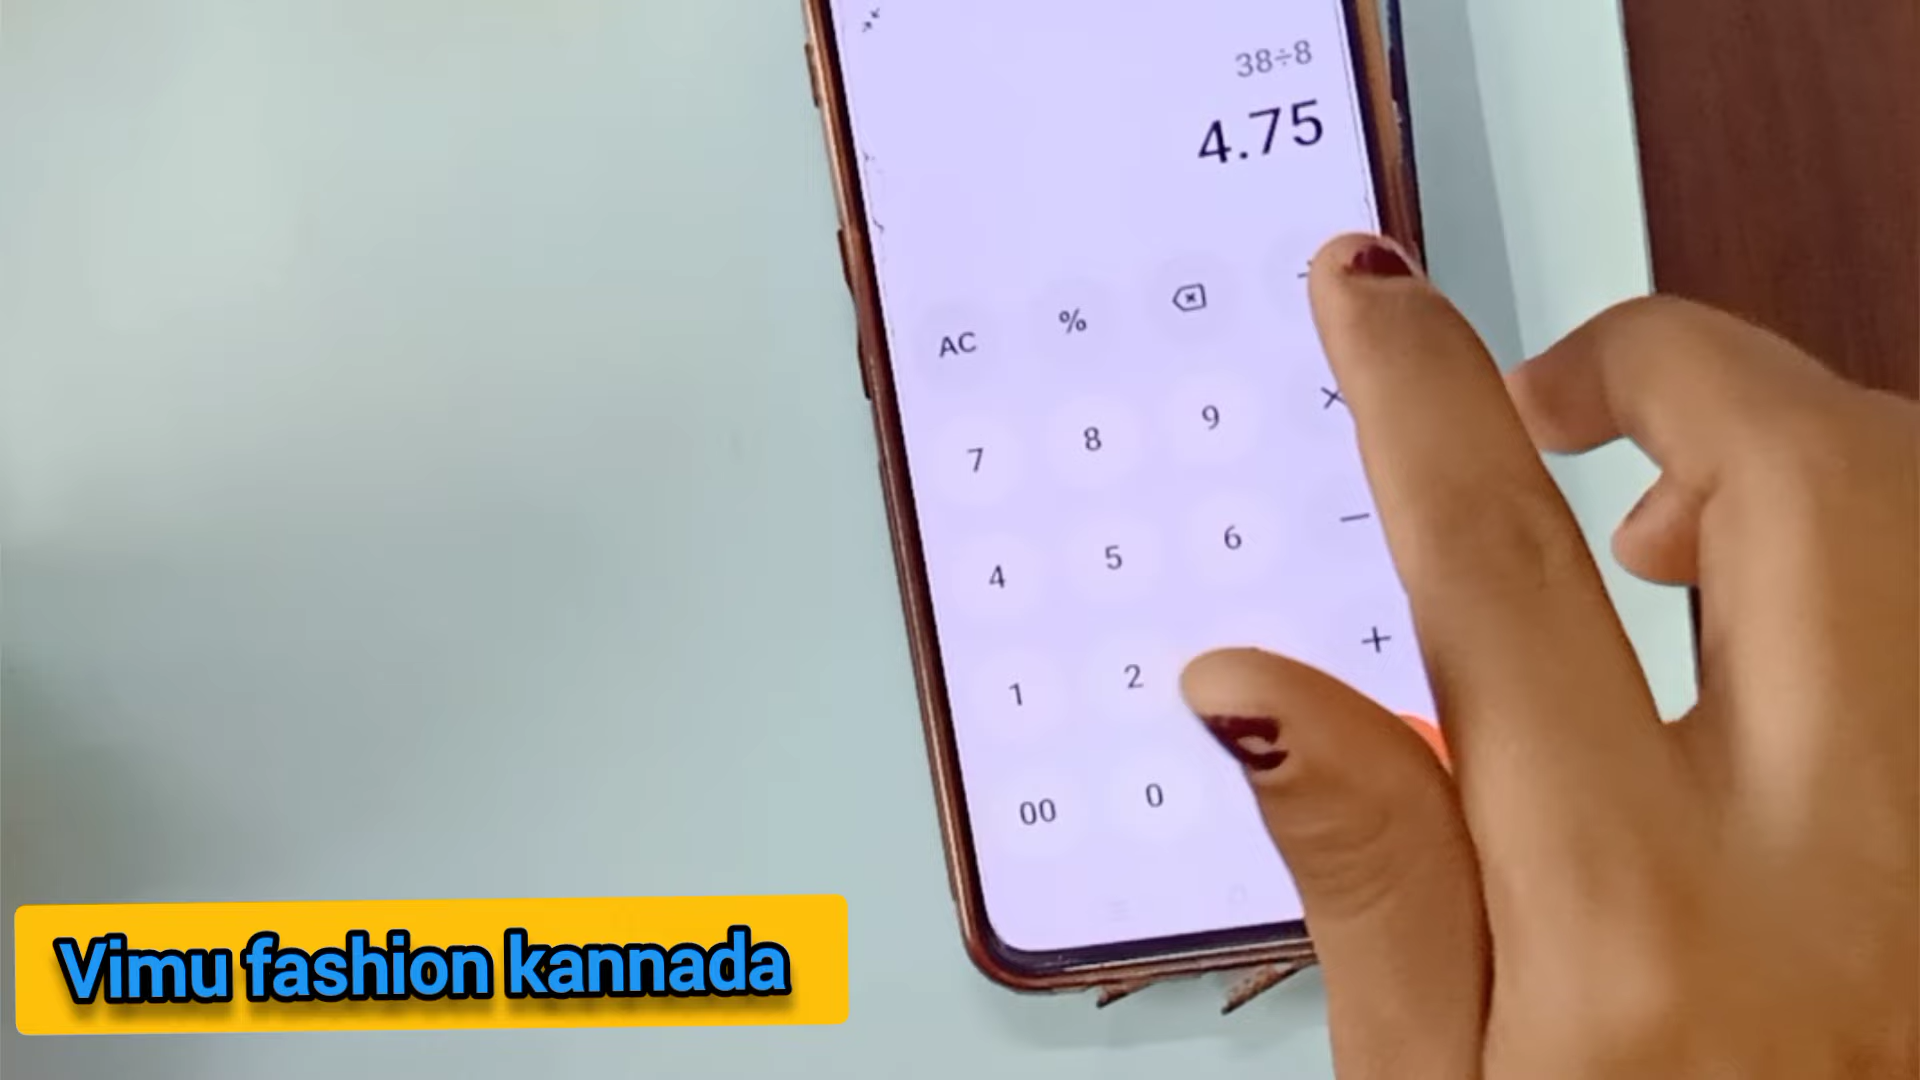 38÷8
4.75
AC % ×
7 8 9 ×
4 5 6 −
1 2 +
00 0
Vimu fashion kannada